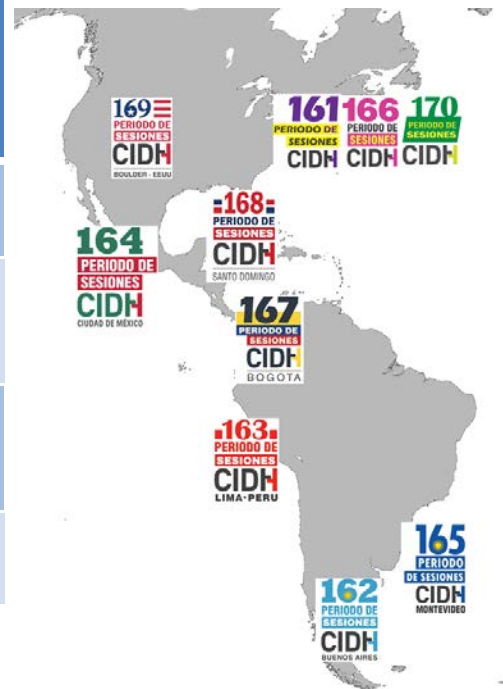 169
PERIODO DE
SESIONES
CIDH
BOULDER - EEUU
161
PERIODO DE
SESIONES
CIDH
166
PERIODO DE
SESIONES
CIDH
170
PERIODO DE
SESIONES
CIDH
168
PERIODO DE
SESIONES
CIDH
SANTO DOMINGO
164
PERIODO DE
SESIONES
CIDH
CIUDAD DE MÉXICO
167
PERIODO DE
SESIONES
CIDH
BOGOTA
163
PERIODO DE
SESIONES
CIDH
LIMA-PERU
165
PERIODO
DE SESIONES
CIDH
MONTEVIDEO
162
PERIODO DE
SESIONES
CIDH
BUENOS AIRES